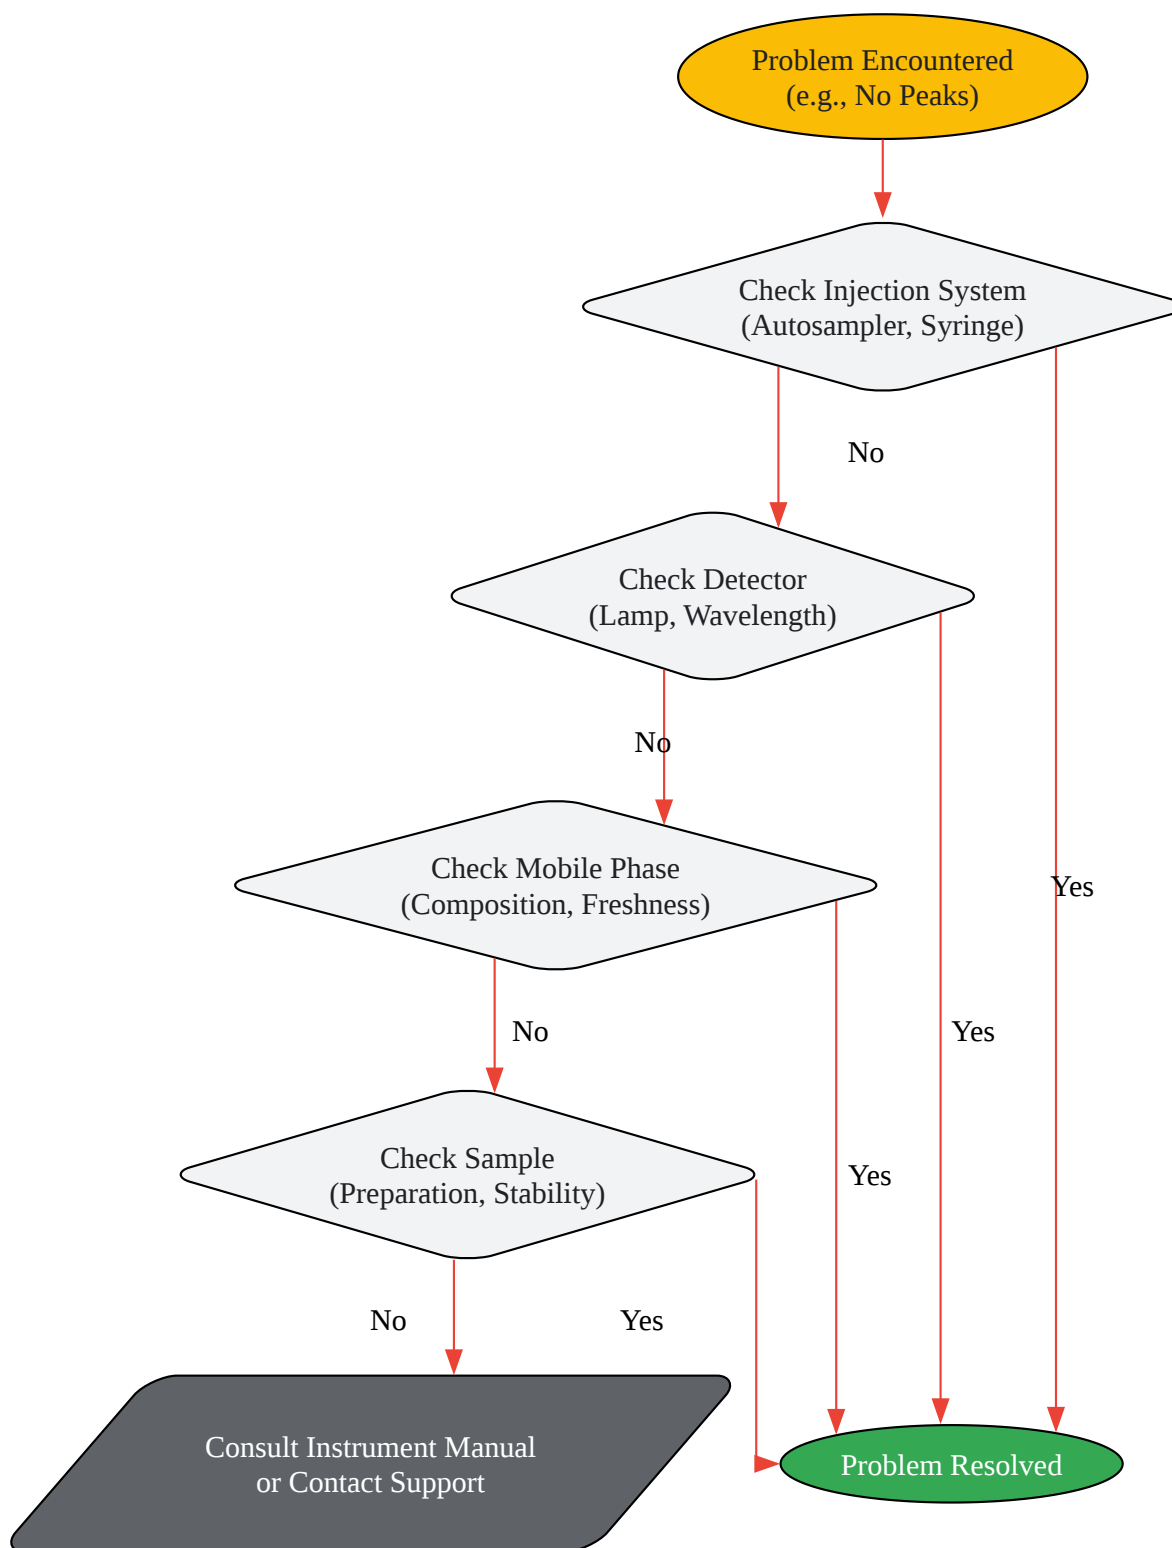 Problem Encountered
(e.g., No Peaks)
Check Injection System
(Autosampler, Syringe)
No
Check Detector
(Lamp, Wavelength)
No
Check Mobile Phase
(Composition, Freshness)
Yes
No
Yes
Check Sample
(Preparation, Stability)
Yes
No
Yes
Consult Instrument Manual
or Contact Support
Problem Resolved